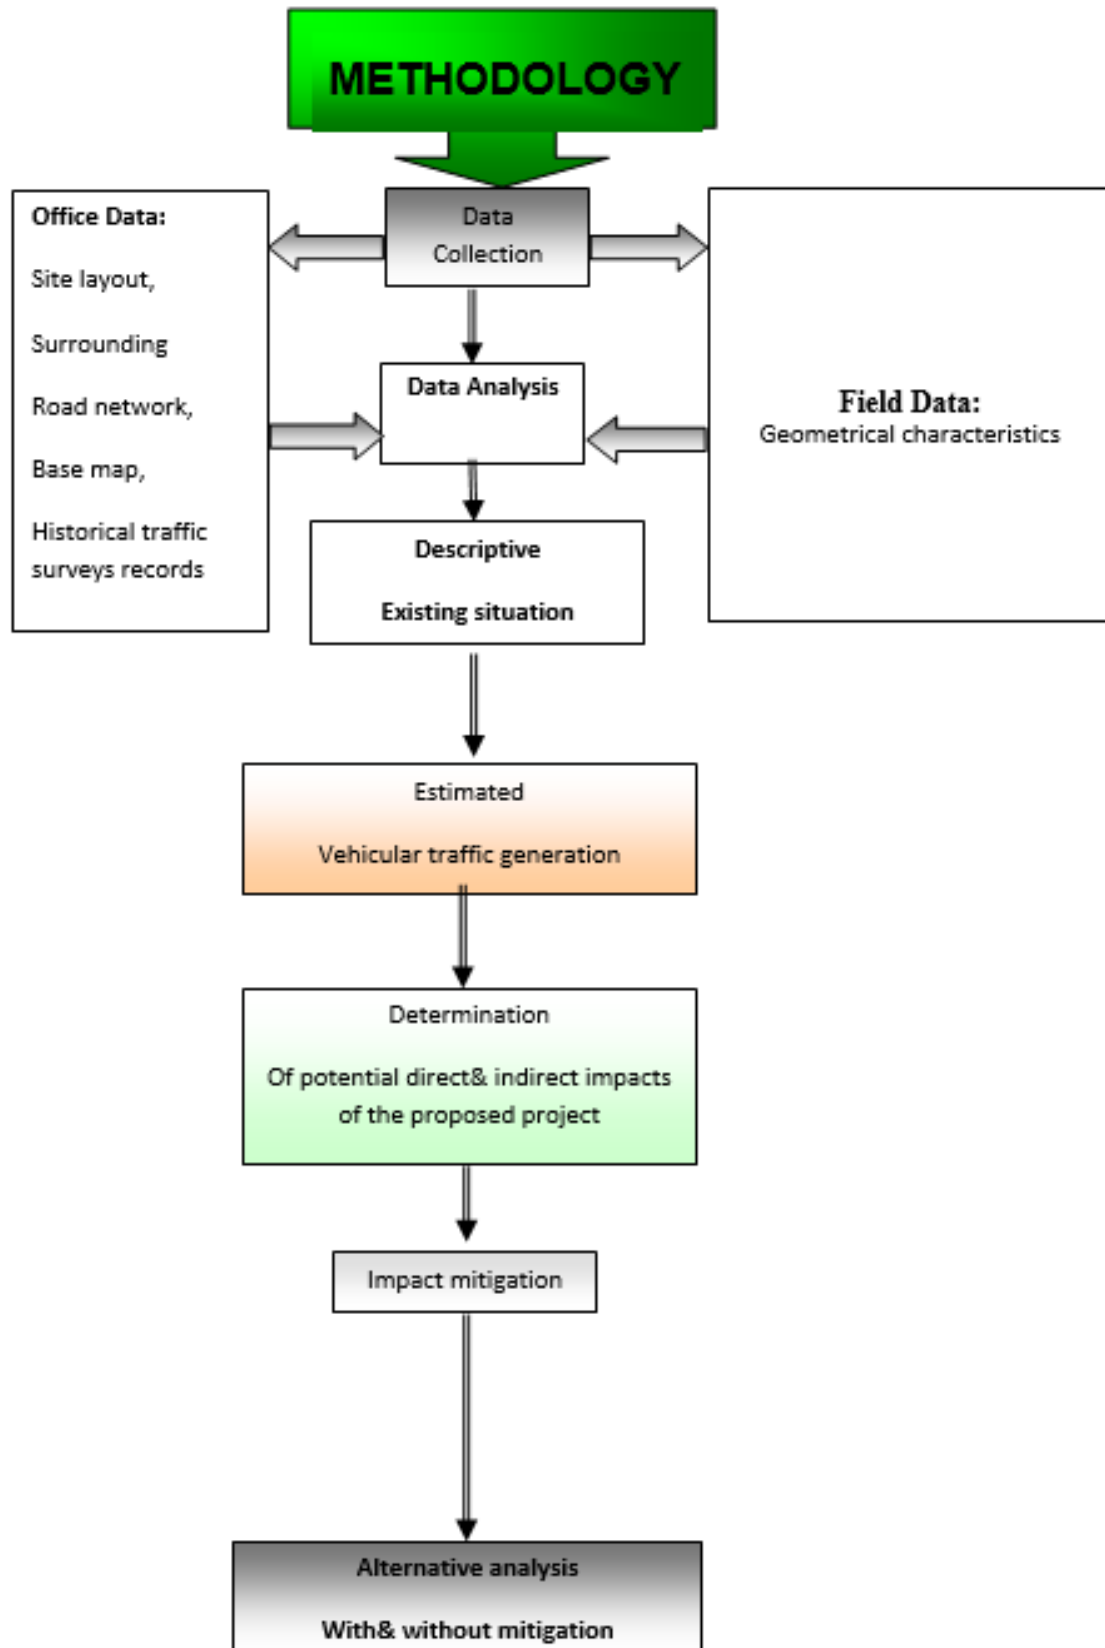 METHODOLOGY
Data
Collection
Office Data:
Site layout,
Surrounding
Road network,
Base map,
Historical traffic
surveys records
Field Data:
Geometrical characteristics
Data Analysis
Descriptive
Existing situation
Estimated
Vehicular traffic generation
Determination
Of potential direct& indirect impacts
of the proposed project
Impact mitigation
Alternative analysis
With& without mitigation